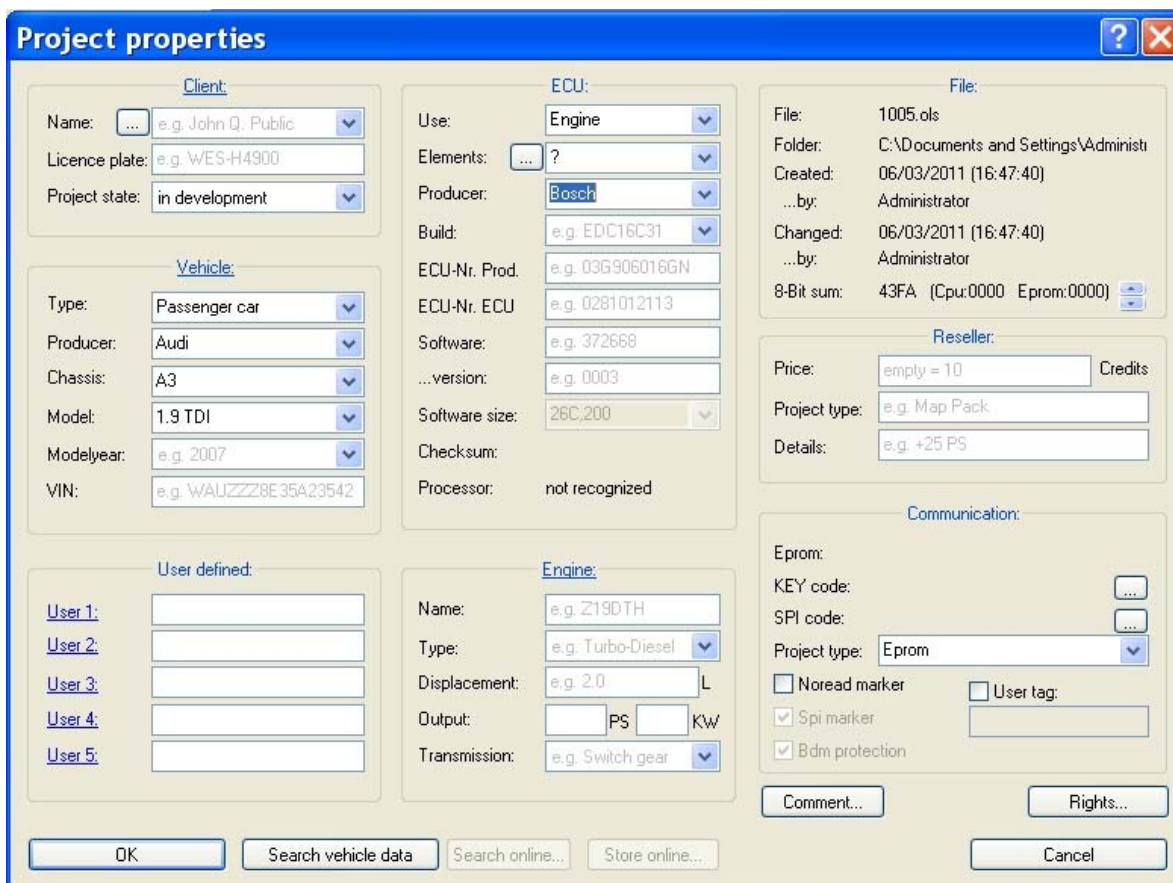 Project properties
Client:
Name: ... e.g. John Q. Public
Licence plate: e.g. WES-H4900
Project state: in development
Vehicle:
Type: Passenger car
Producer: Audi
Chassis: A3
Model: 1.9 TDI
Modelyear: e.g. 2007
VIN: e.g. WAUZZZ8E35A23542
User defined:
User 1:
User 2:
User 3:
User 4:
User 5:
ECU:
Use: Engine
Elements: ... ?
Producer: Bosch
Build: e.g. EDC16C31
ECU-Nr. Prod. e.g. 03G906016GN
ECU-Nr. ECU e.g. 0281012113
Software: e.g. 372668
...version: e.g. 0003
Software size: 26C,200
Checksum:
Processor: not recognized
Engine:
Name: e.g. Z19DTH
Type: e.g. Turbo-Diesel
Displacement: e.g. 2.0 L
Output: PS KW
Transmission: e.g. Switch gear
File:
File: 1005.ols
Folder: C:\Documents and Settings\Administr
Created: 06/03/2011 (16:47:40)
...by: Administrator
Changed: 06/03/2011 (16:47:40)
...by: Administrator
8-Bit sum: 43FA (Cpu:0000 Eprom:0000)
Reseller:
Price: empty = 10 Credits
Project type: e.g. Map Pack
Details: e.g. +25 PS
Communication:
Eprom:
KEY code: ...
SPI code: ...
Project type: Eprom
Noread marker User tag:
Spi marker
Bdm protection
Comment... Rights...
OK Search vehicle data Search online... Store online... Cancel